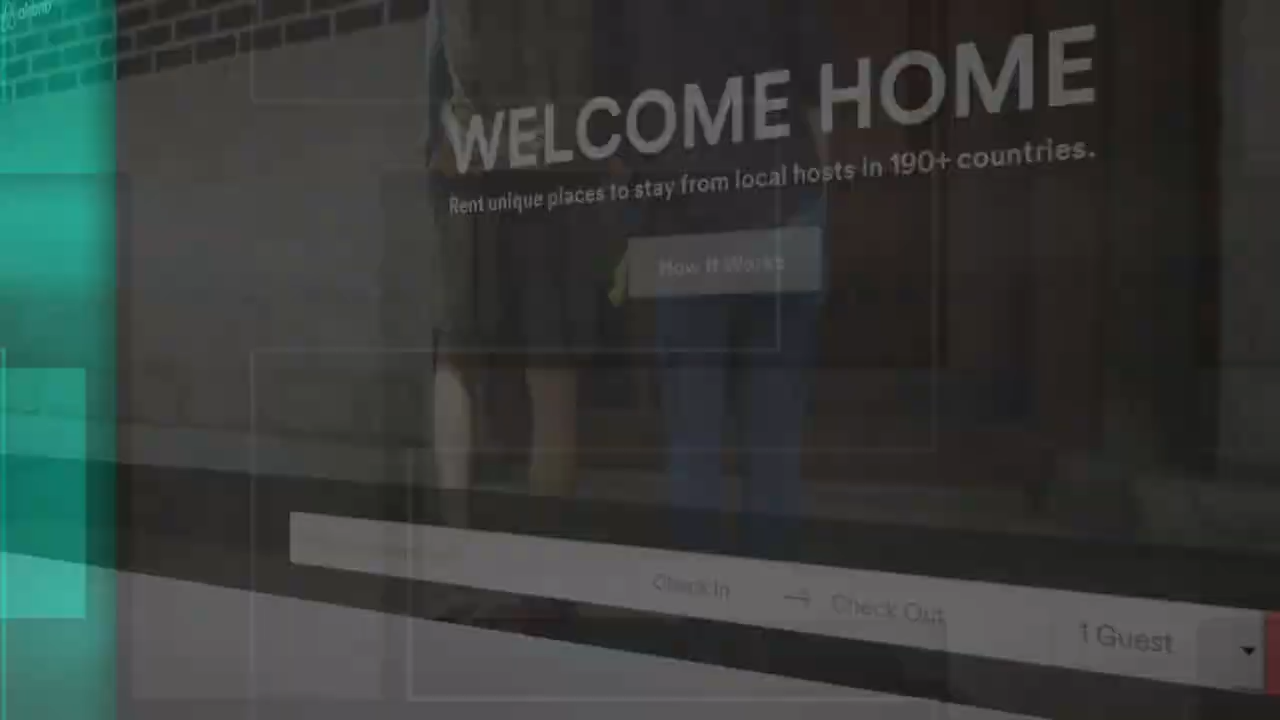 airbnb
WELCOME HOME
Rent unique places to stay from local hosts in 190+ countries.
How It Works
Check In → Check Out
1 Guest